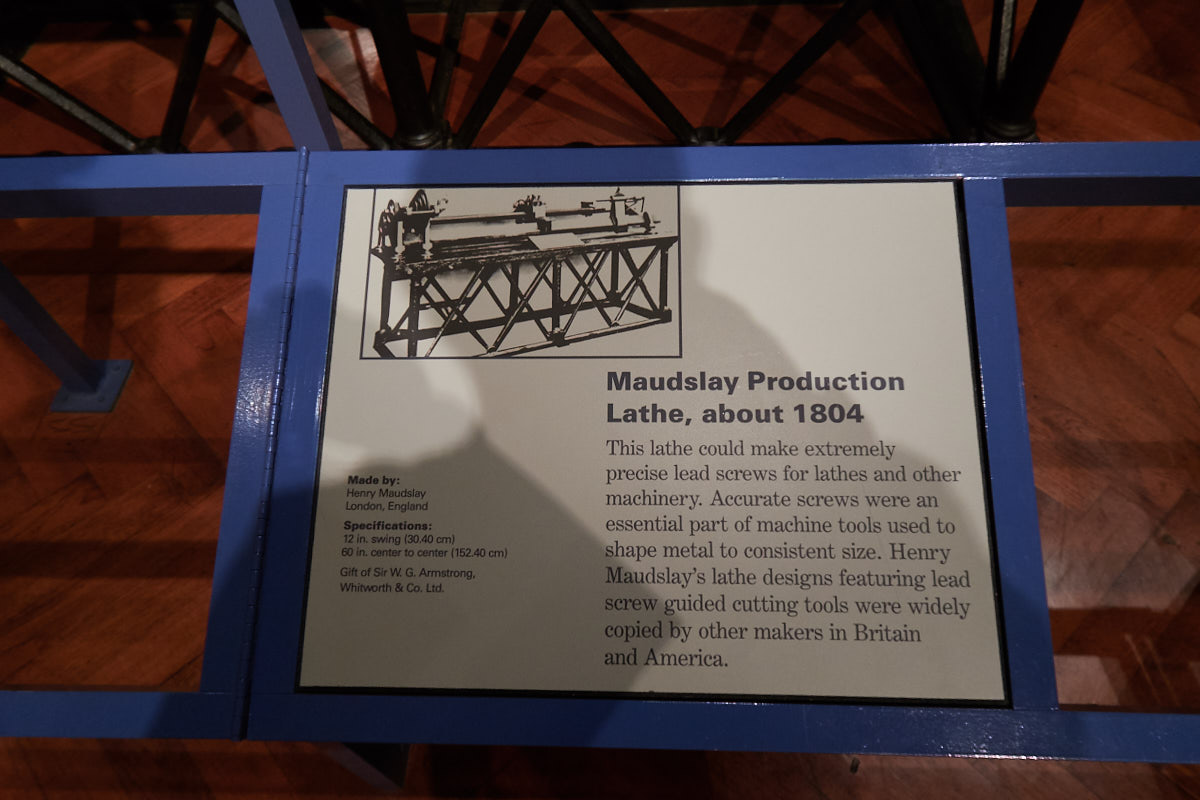 Maudslay Production
Lathe, about 1804
This lathe could make extremely
precise lead screws for lathes and other
machinery. Accurate screws were an
essential part of machine tools used to
shape metal to consistent size. Henry
Maudslay's lathe designs featuring lead
screw guided cutting tools were widely
copied by other makers in Britain
and America.
Made by:
Henry Maudslay
London, England
Specifications:
12 in. swing (30.40 cm)
60 in. center to center (152.40 cm)
Gift of Sir W. G. Armstrong,
Whitworth & Co. Ltd.